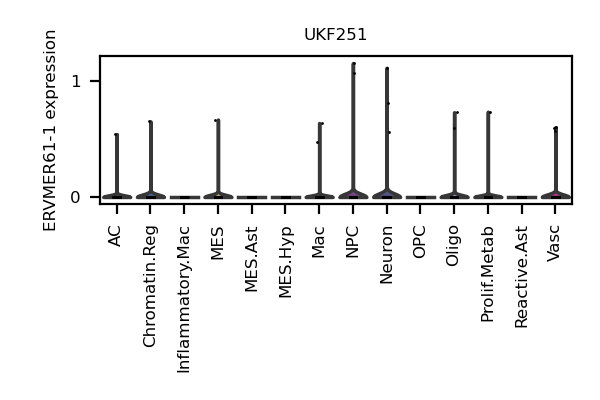 UKF251
ERVMER61-1 expression
1
0
AC
Chromatin.Reg
Inflammatory.Mac
MES
MES.Ast
MES.Hyp
Mac
NPC
Neuron
OPC
Oligo
Prolif.Metab
Reactive.Ast
Vasc